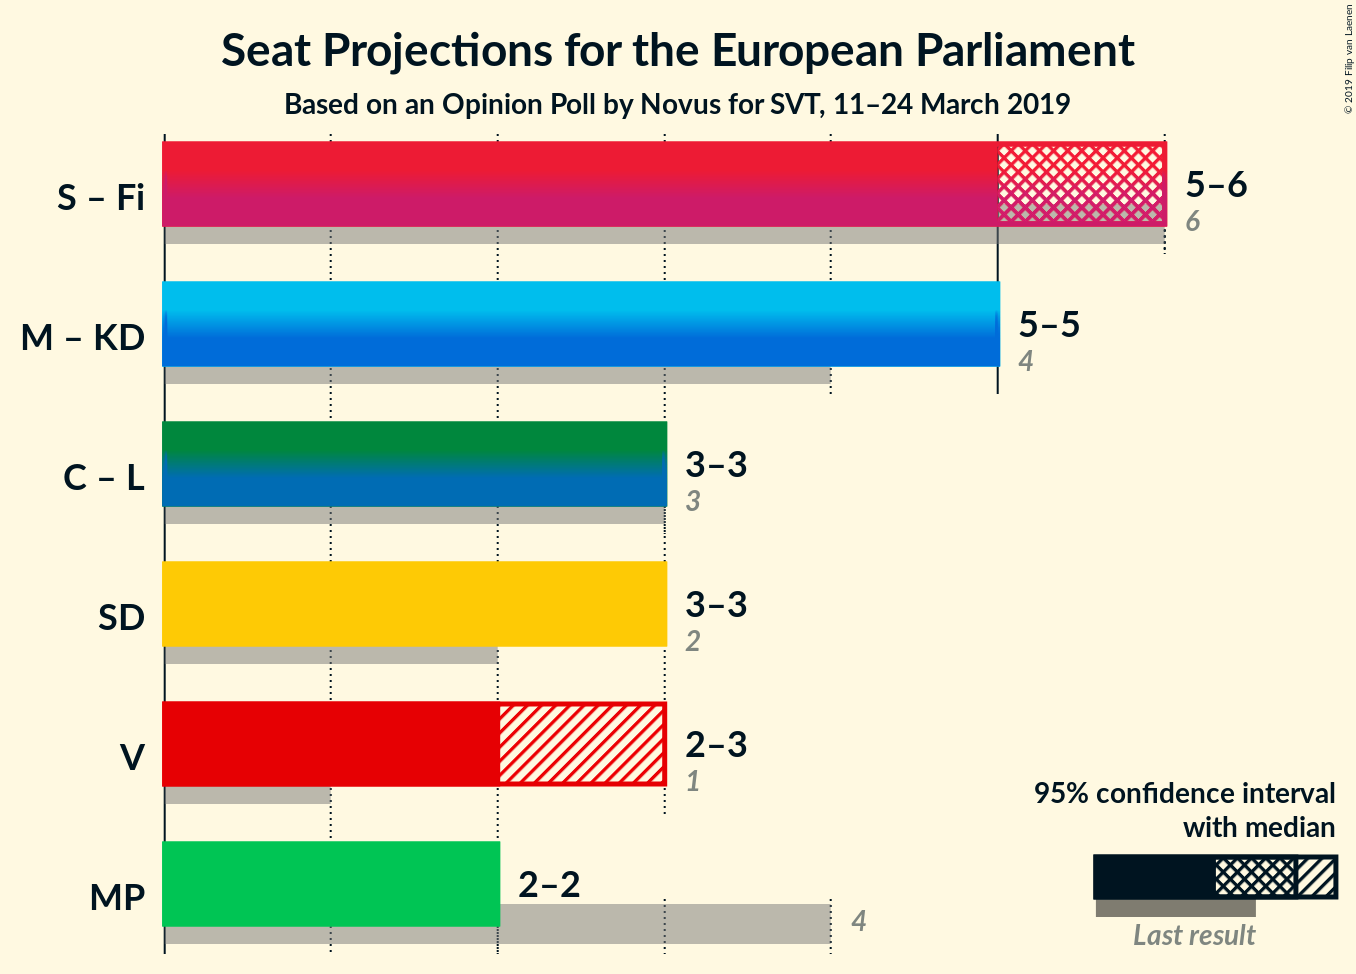 Seat Projections for the European Parliament
Based on an Opinion Poll by Novus for SVT, 11–24 March 2019
© 2019 Filip van Laenen
S – Fi
5–6
6
M – KD
5–5
4
C – L
3–3
3
SD
3–3
2
V
2–3
1
MP
2–2
4
95% confidence interval
with median
Last result